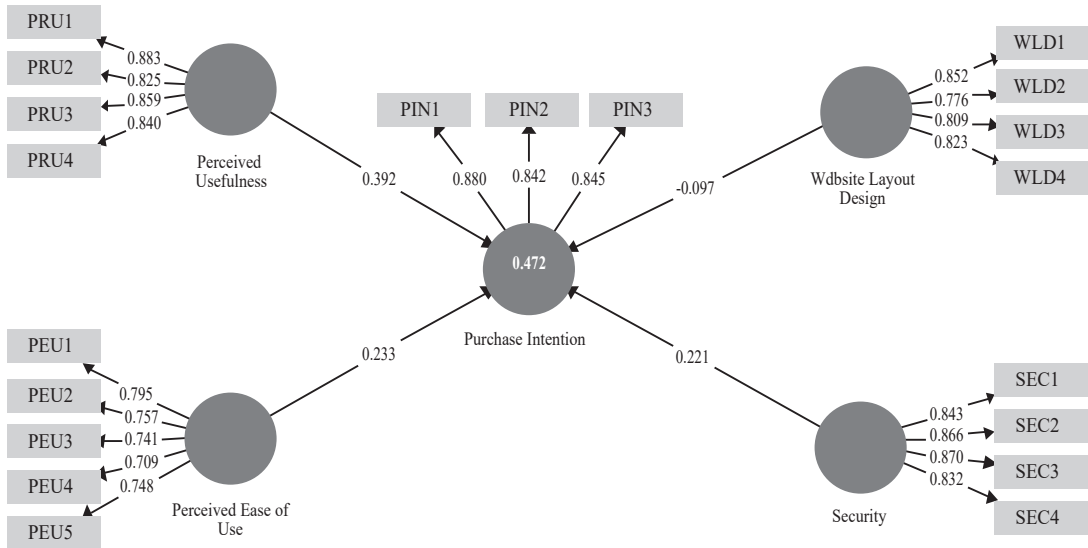 PRU1
PRU2
PRU3
PRU4
0.883
0.825
0.859
0.840
Perceived
Usefulness
0.392
PIN1
PIN2
PIN3
0.880
0.842
0.845
0.472
Purchase Intention
WLD1
WLD2
WLD3
WLD4
0.852
0.776
0.809
0.823
Wdbsite Layout
Design
-0.097
PEU1
PEU2
PEU3
PEU4
PEU5
0.795
0.757
0.741
0.709
0.748
Perceived Ease of
Use
0.233
SEC1
SEC2
SEC3
SEC4
0.843
0.866
0.870
0.832
Security
0.221